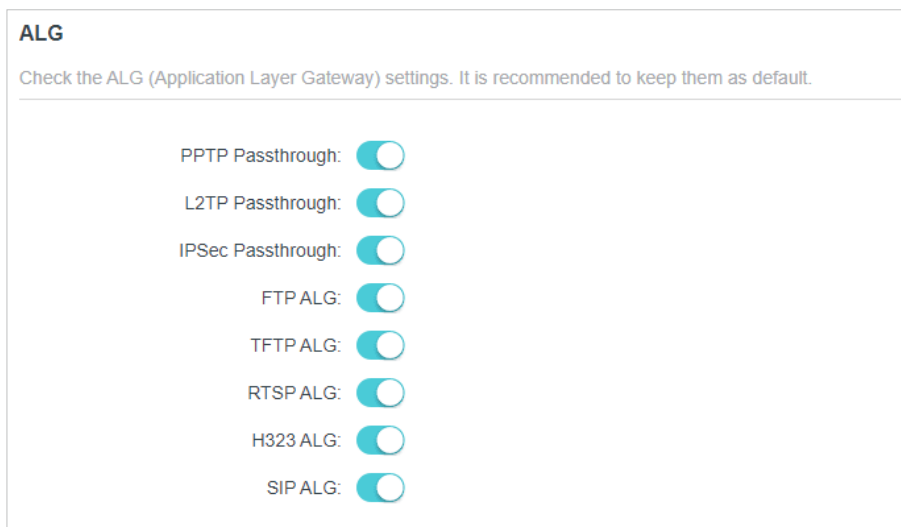 ALG
Check the ALG (Application Layer Gateway) settings. It is recommended to keep them as default.
PPTP Passthrough:
L2TP Passthrough:
IPSec Passthrough:
FTP ALG:
TFTP ALG:
RTSP ALG:
H323 ALG:
SIP ALG: